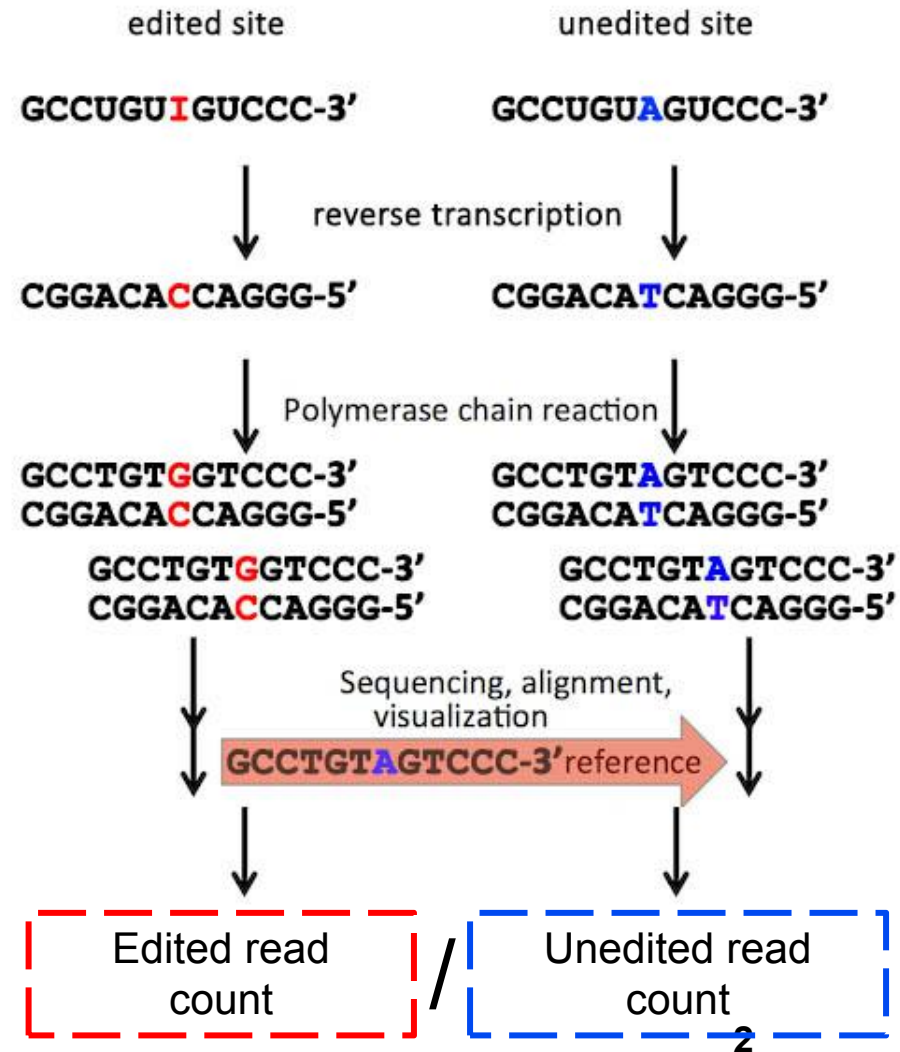 edited site
unedited site
GCCUGUIGUCCC-3′
GCCUGUAGUCCC-3′
reverse transcription
CGGACACCAGGG-5′
CGGACATCAGGG-5′
Polymerase chain reaction
GCCTGTGGTCCC-3′
CGGACACCAGGG-5′
GCCTGTAGTCCC-3′
CGGACATCAGGG-5′
GCCTGTGGTCCC-3′
CGGACACCAGGG-5′
GCCTGTAGTCCC-3′
CGGACATCAGGG-5′
Sequencing, alignment,
visualization
GCCTGTAGTCCC-3′reference
Edited read
count
/
Unedited read
count
2